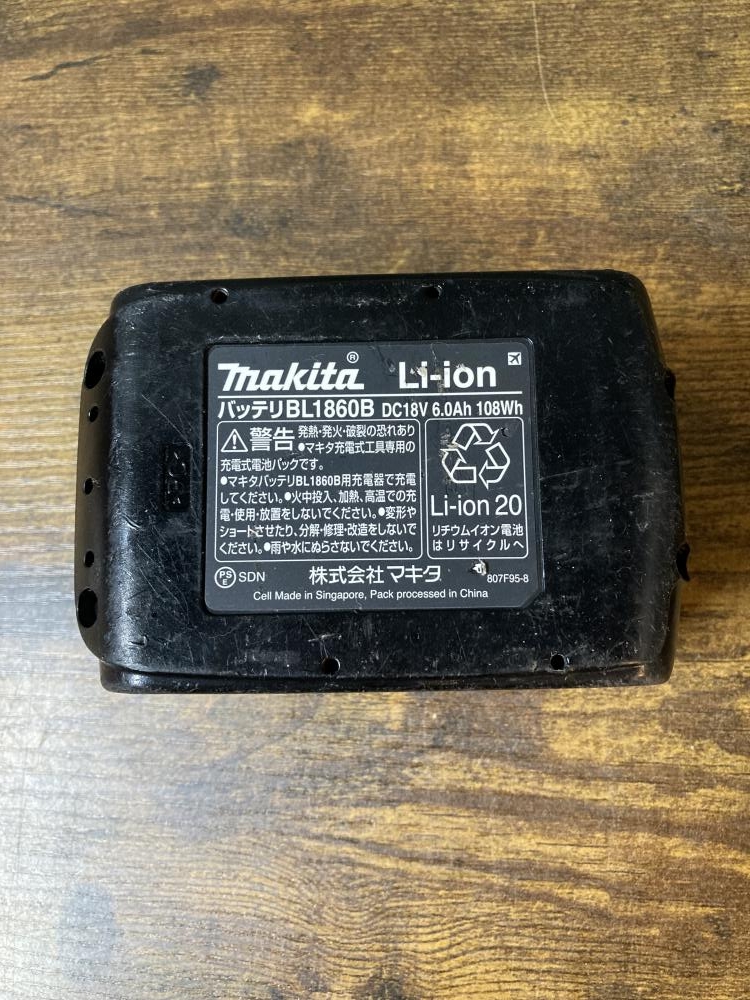 makita® Li-ion
バッテリBL1860B DC18V 6.0Ah 108Wh
警告 発熱・発火・破裂の恐れあり
●マキタ充電式工具専用の
充電式電池パックです。
●マキタバッテリBL1860B用充電器で充電
してください。●火中投入、加熱、高温での充
電・使用・放置をしないでください。●変形や
ショートさせたり、分解・修理・改造をしないで
ください。●雨や水にぬらさないでください。
Li-ion 20
リチウムイオン電池
はリサイクルへ
PSE SDN 株式会社マキタ 807F95-8
Cell Made in Singapore, Pack processed in China